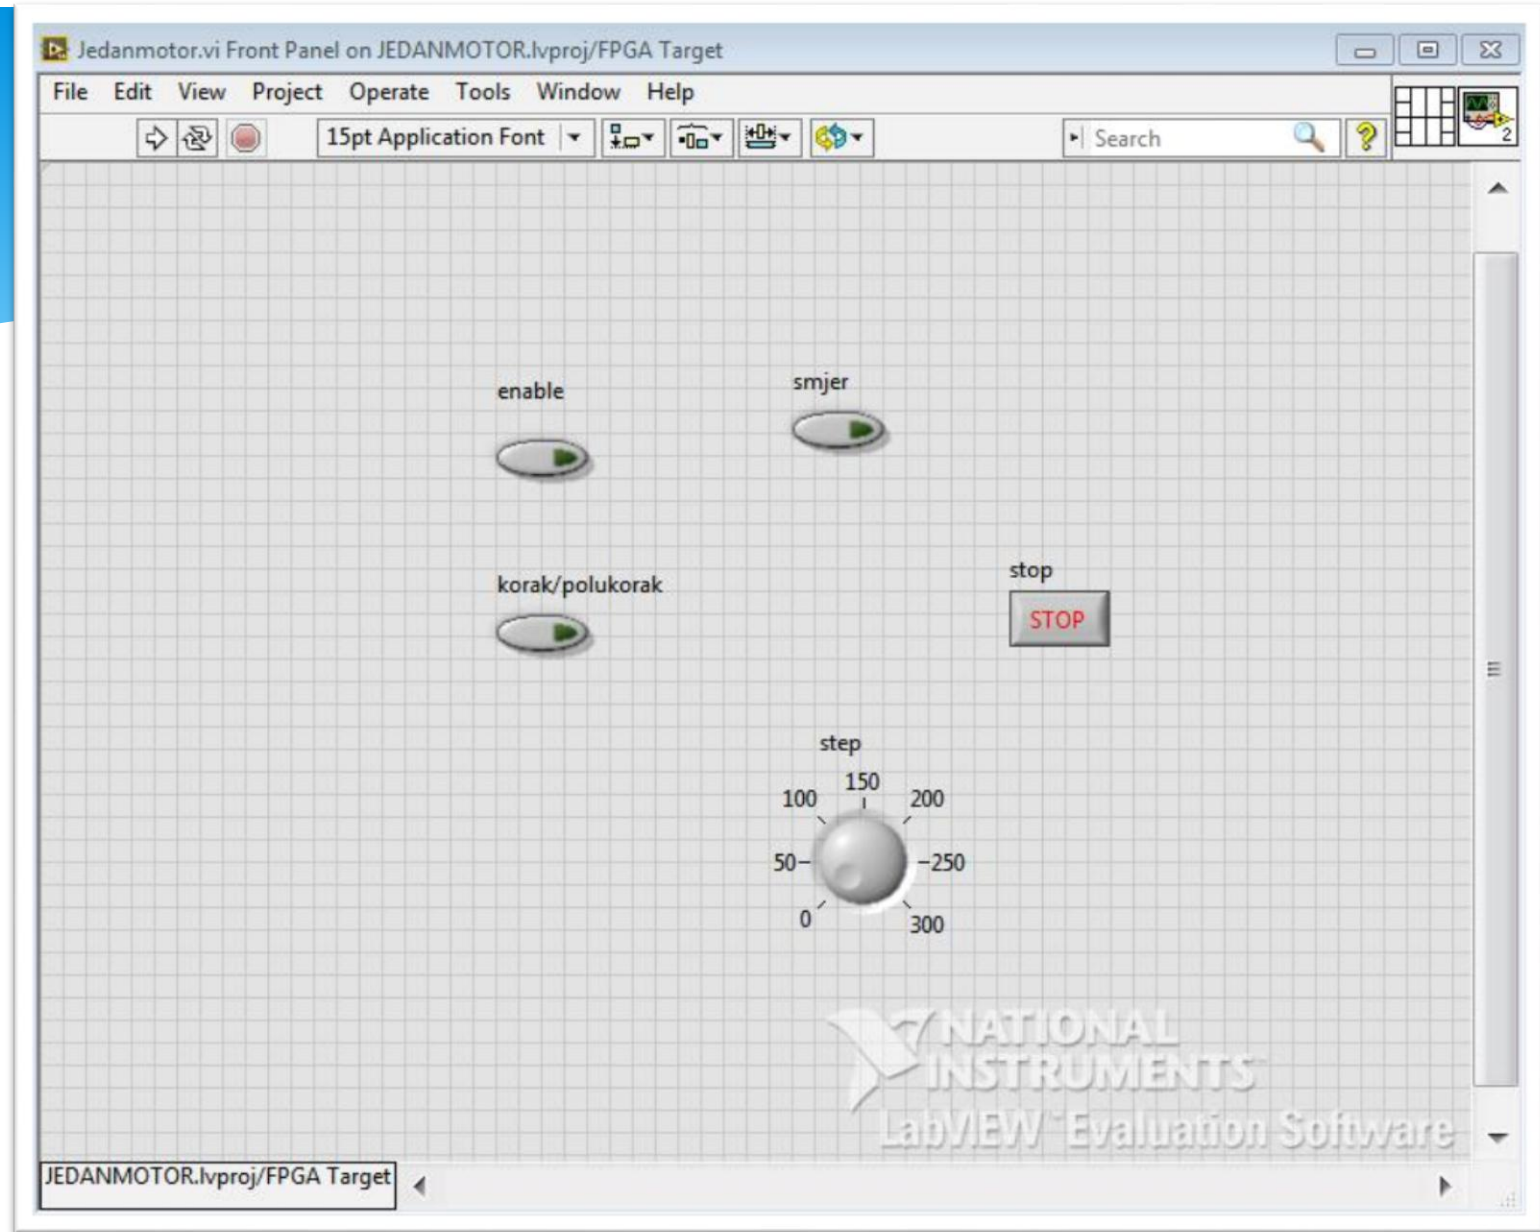 Jedanmotor.vi Front Panel on JEDANMOTOR.lvproj/FPGA Target
File Edit View Project Operate Tools Window Help
15pt Application Font
Search
2
enable
smjer
korak/polukorak
stop
STOP
step
150
100
200
50
250
0
300
NATIONAL
INSTRUMENTS
LabVIEW™ Evaluation Software
JEDANMOTOR.lvproj/FPGA Target